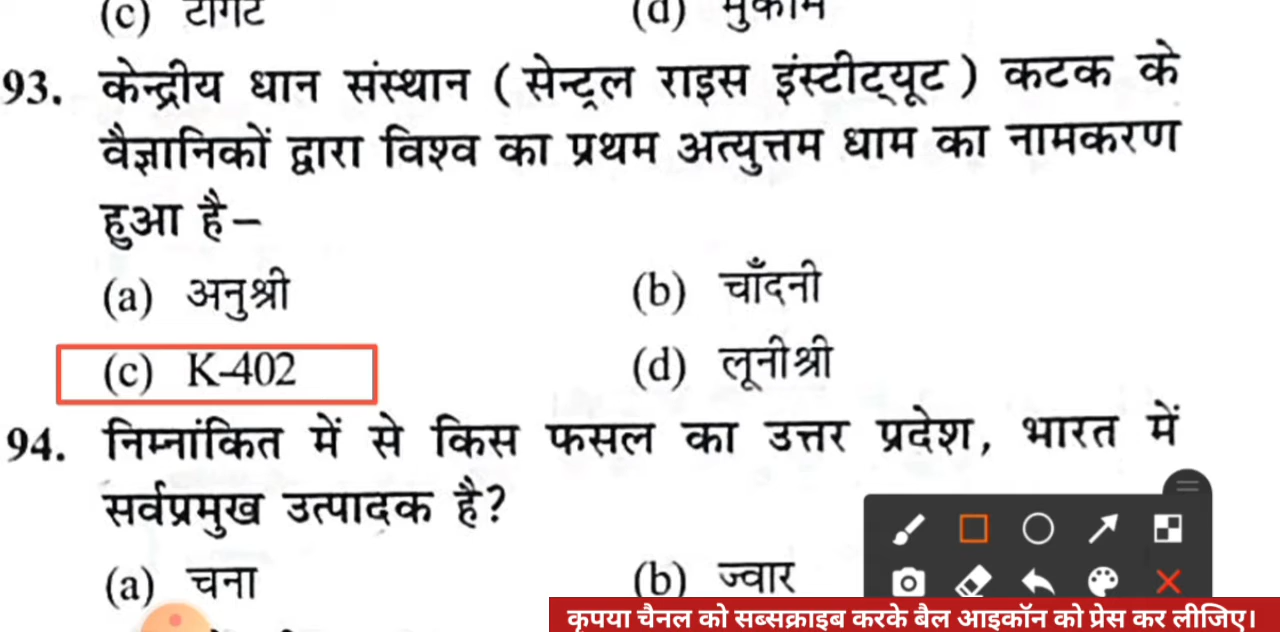 (c) टागट (d) मुकाम
93. केन्द्रीय धान संस्थान ( सेन्ट्रल राइस इंस्टीट्यूट ) कटक के
वैज्ञानिकों द्वारा विश्व का प्रथम अत्युत्तम धाम का नामकरण
हुआ है–
(a) अनुश्री (b) चाँदनी
(c) K-402 (d) लूनीश्री
94. निम्नांकित में से किस फसल का उत्तर प्रदेश, भारत में
सर्वप्रमुख उत्पादक है?
(a) चना (b) ज्वार
कृपया चैनल को सब्सक्राइब करके बैल आइकॉन को प्रेस कर लीजिए।